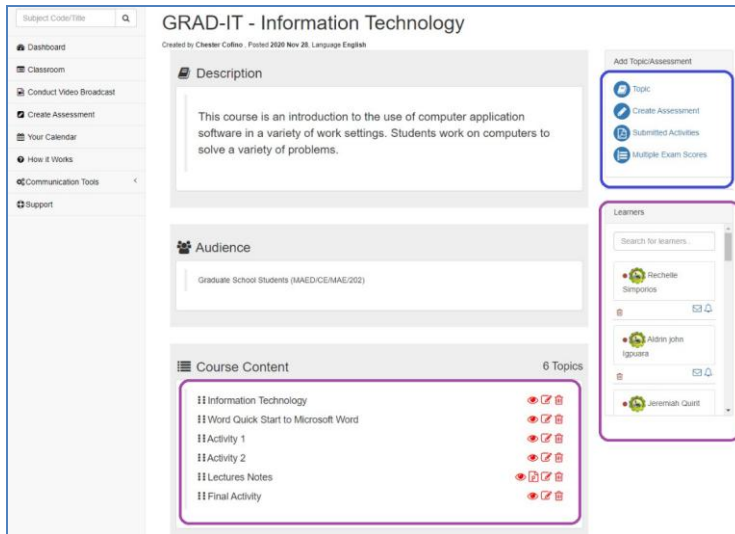 Subject Code/Title
Dashboard
Classroom
Conduct Video Broadcast
Create Assessment
Your Calendar
How it Works
Communication Tools
Support
GRAD-IT - Information Technology
Created by Chester Cofino . Posted 2020 Nov 20, Language English
Description
This course is an introduction to the use of computer application
software in a variety of work settings. Students work on computers to
solve a variety of problems.
Audience
Graduate School Students (MAED/CE/MAE/202)
Course Content
6 Topics
Information Technology
Word Quick Start to Microsoft Word
Activity 1
Activity 2
Lectures Notes
Final Activity
Add Topic/Assessment
Topic
Create Assessment
Submitted Activities
Multiple Exam Scores
Learners
Search for learners..
Rechelle
Simporios
Aldrin john
Igpuara
Jeremiah Quirit